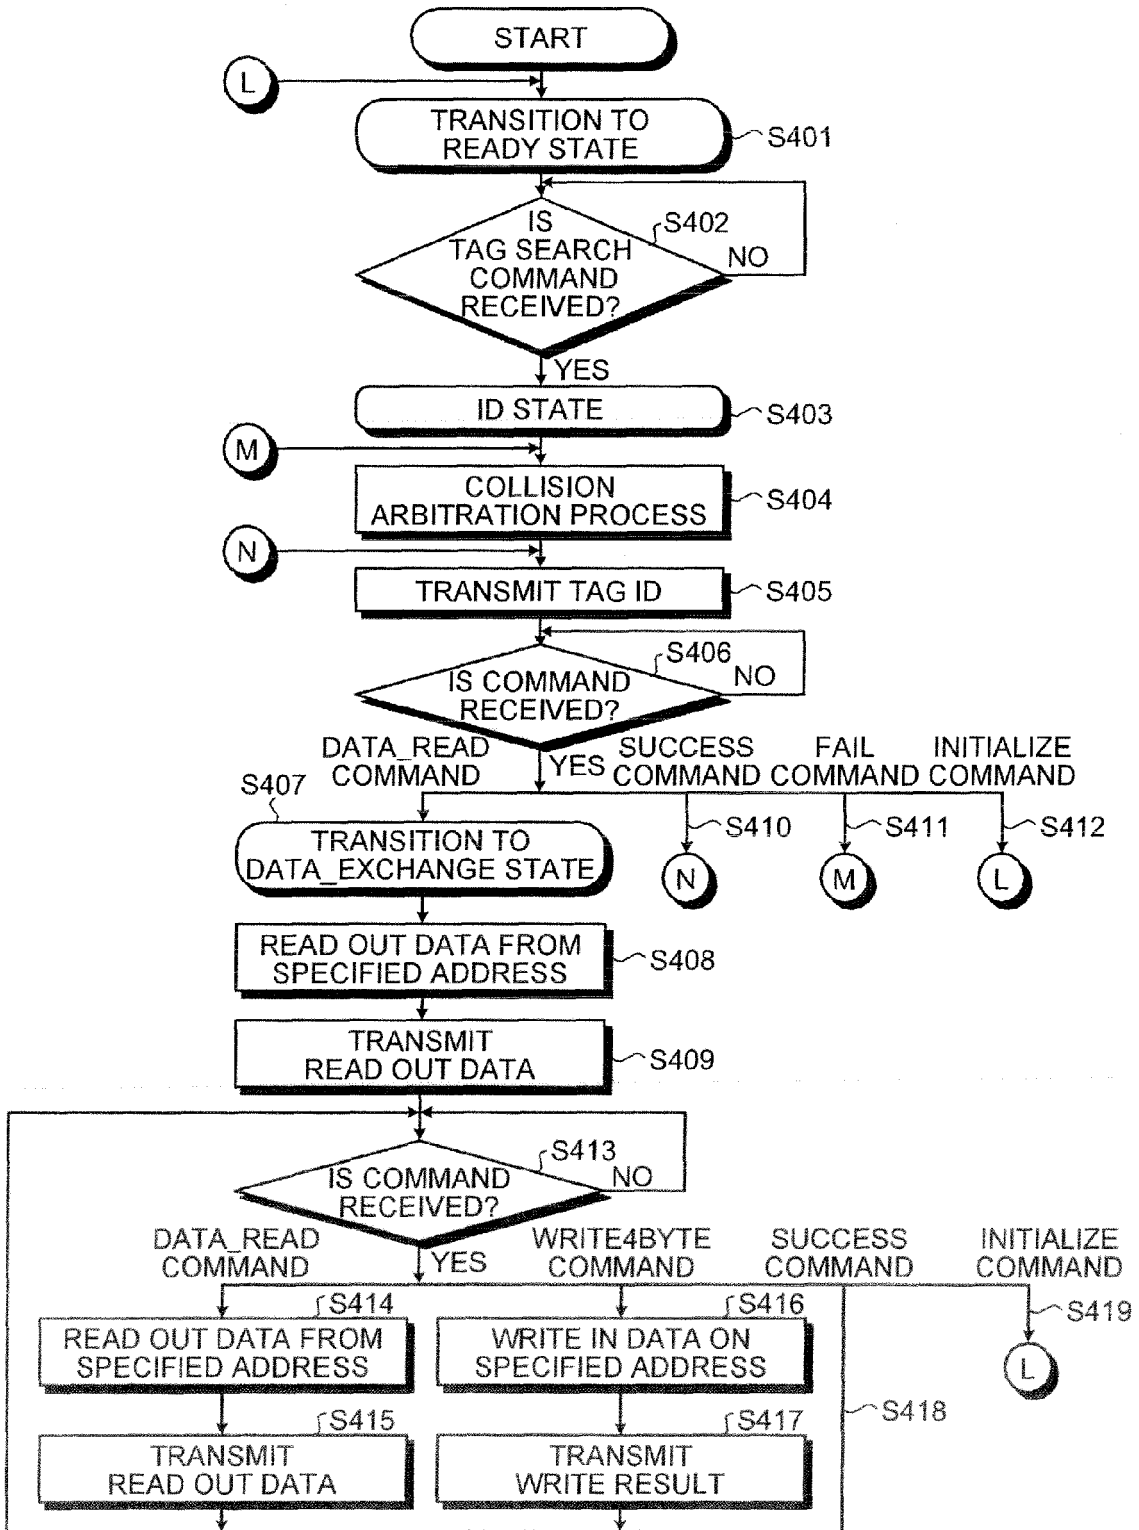 START
L
TRANSITION TO
READY STATE
S401
IS
TAG SEARCH
COMMAND
RECEIVED?
S402
NO
YES
ID STATE
S403
M
COLLISION
ARBITRATION PROCESS
S404
N
TRANSMIT TAG ID
S405
IS COMMAND
RECEIVED?
S406
NO
YES
DATA_READ
COMMAND
SUCCESS
COMMAND
FAIL
COMMAND
INITIALIZE
COMMAND
S407
TRANSITION TO
DATA_EXCHANGE STATE
S410
N
S411
M
S412
L
READ OUT DATA FROM
SPECIFIED ADDRESS
S408
TRANSMIT
READ OUT DATA
S409
IS COMMAND
RECEIVED?
S413
NO
YES
DATA_READ
COMMAND
WRITE4BYTE
COMMAND
SUCCESS
COMMAND
INITIALIZE
COMMAND
S414
READ OUT DATA FROM
SPECIFIED ADDRESS
S416
WRITE IN DATA ON
SPECIFIED ADDRESS
S419
L
S418
S415
TRANSMIT
READ OUT DATA
S417
TRANSMIT
WRITE RESULT